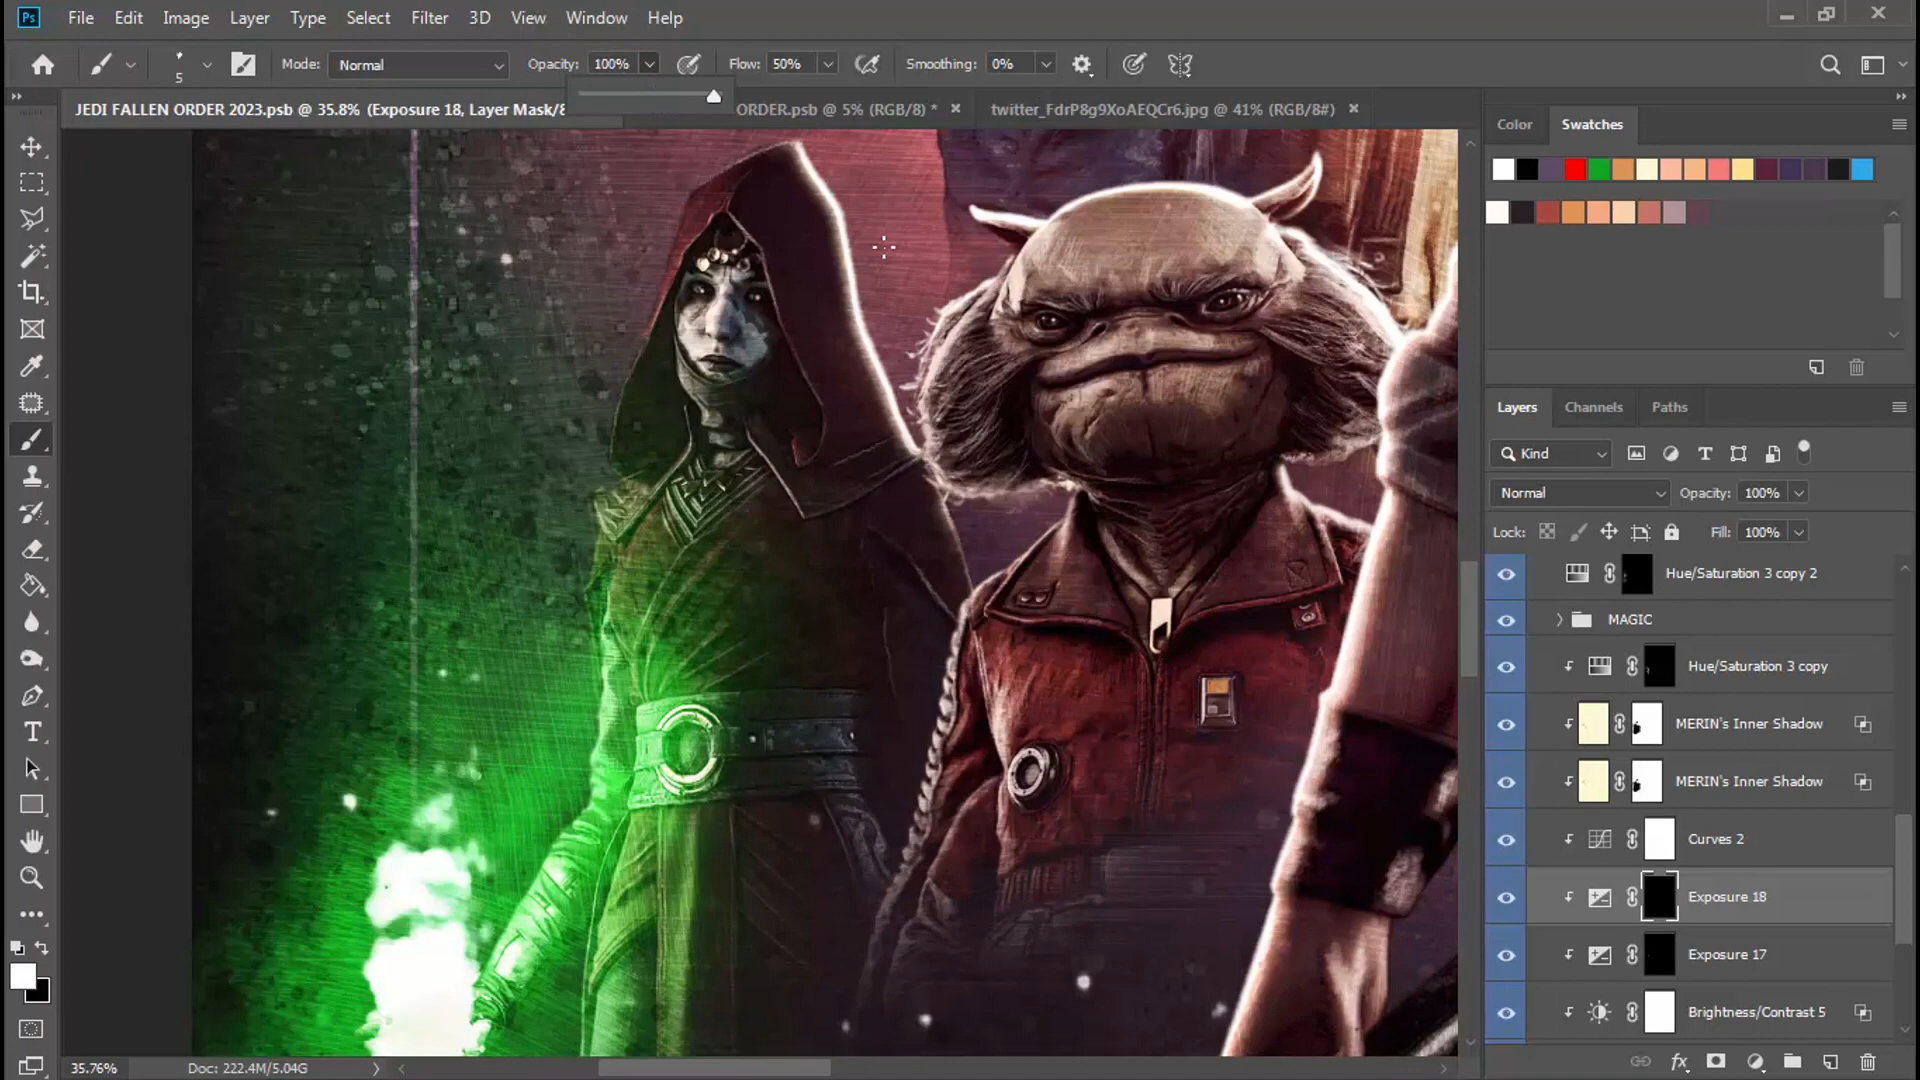 Ps File Edit Image Layer Type Select Filter 3D View Window Help
5 Mode: Normal Opacity: 100% Flow: 50% Smoothing: 0%
JEDI FALLEN ORDER 2023.psb @ 35.8% (Exposure 18, Layer Mask/8 ORDER.psb @ 5% (RGB/8) * twitter_FdrP8g9XoAEQCr6.jpg @ 41% (RGB/8#)
Color Swatches
Layers Channels Paths
Kind
Normal Opacity: 100%
Lock: Fill: 100%
Hue/Saturation 3 copy 2
MAGIC
Hue/Saturation 3 copy
MERIN's Inner Shadow
MERIN's Inner Shadow
Curves 2
Exposure 18
Exposure 17
Brightness/Contrast 5
35.76% Doc: 222.4M/5.04G